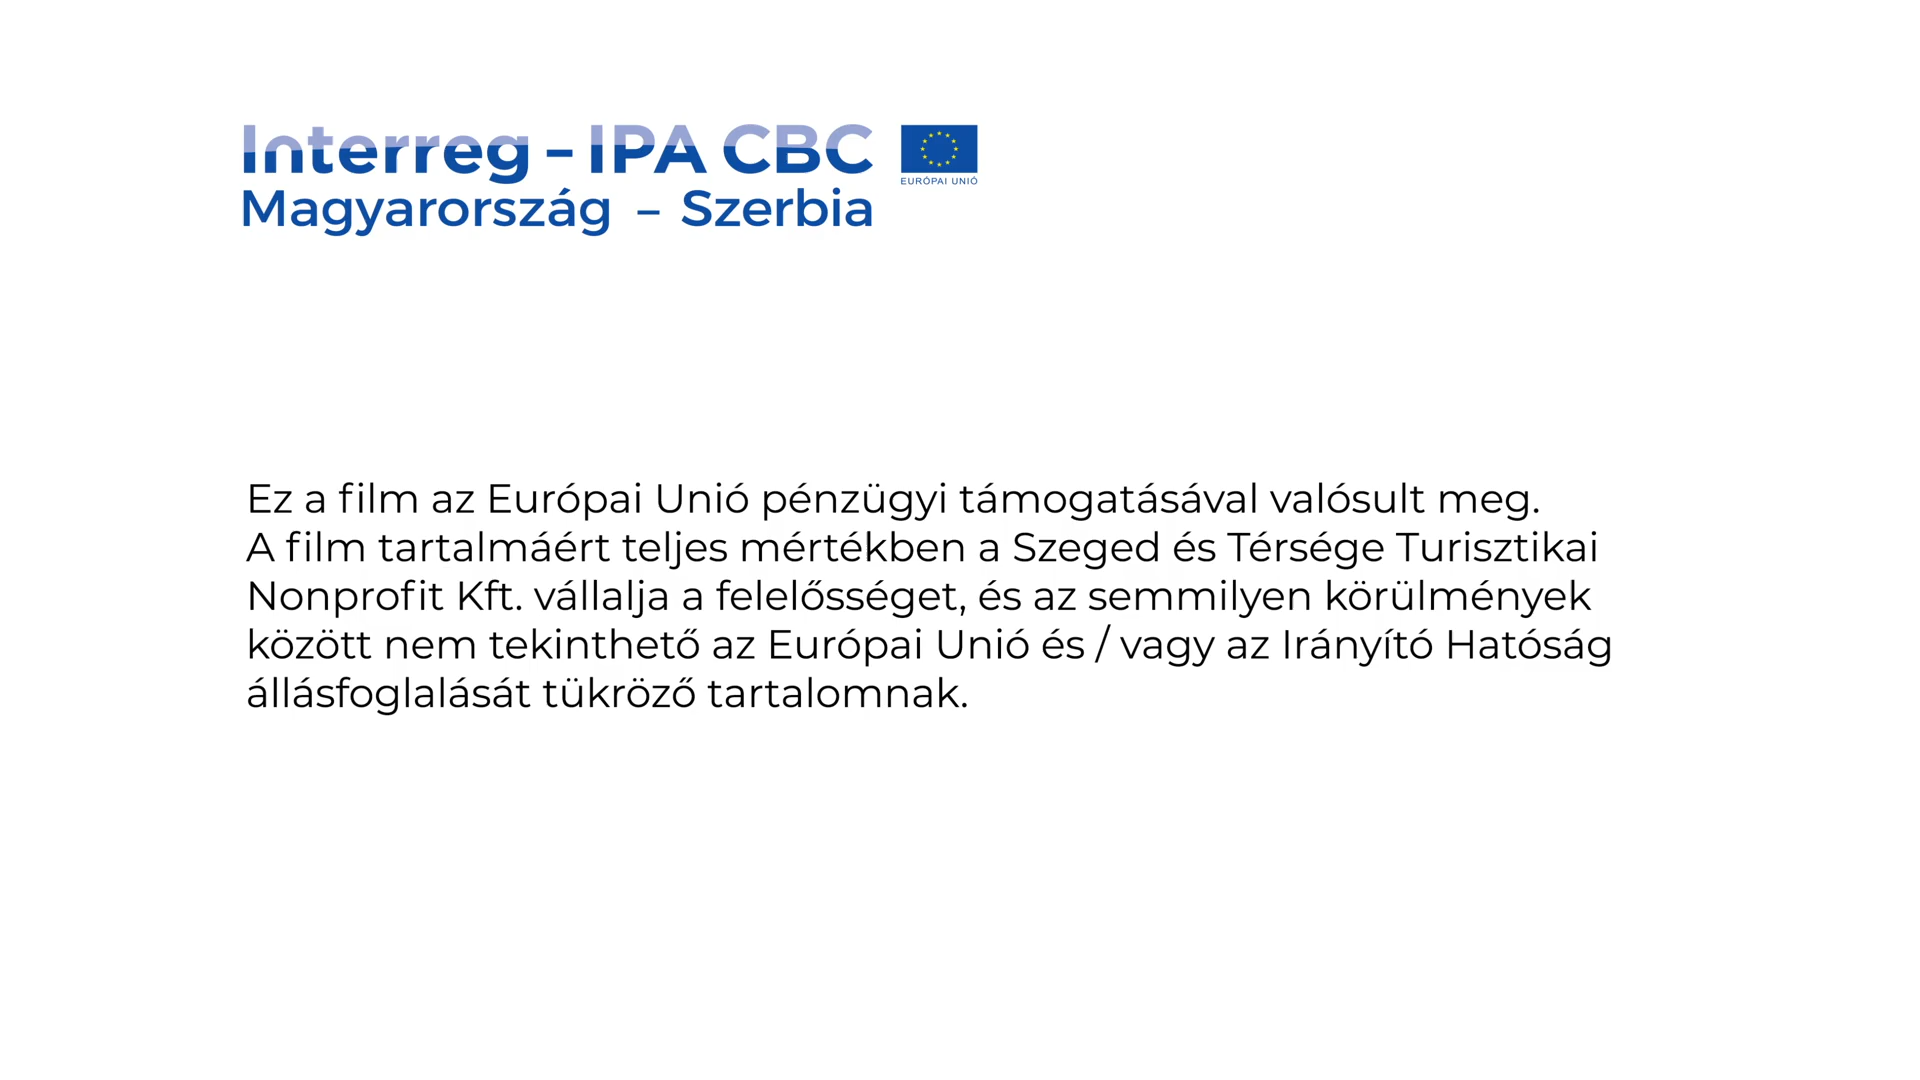 Interreg - IPA CBC
EURÓPAI UNIÓ
Magyarország - Szerbia
Ez a film az Európai Unió pénzügyi támogatásával valósult meg.
A film tartalmáért teljes mértékben a Szeged és Térsége Turisztikai
Nonprofit Kft. vállalja a felelősséget, és az semmilyen körülmények
között nem tekinthető az Európai Unió és / vagy az Irányító Hatóság
állásfoglalását tükröző tartalomnak.